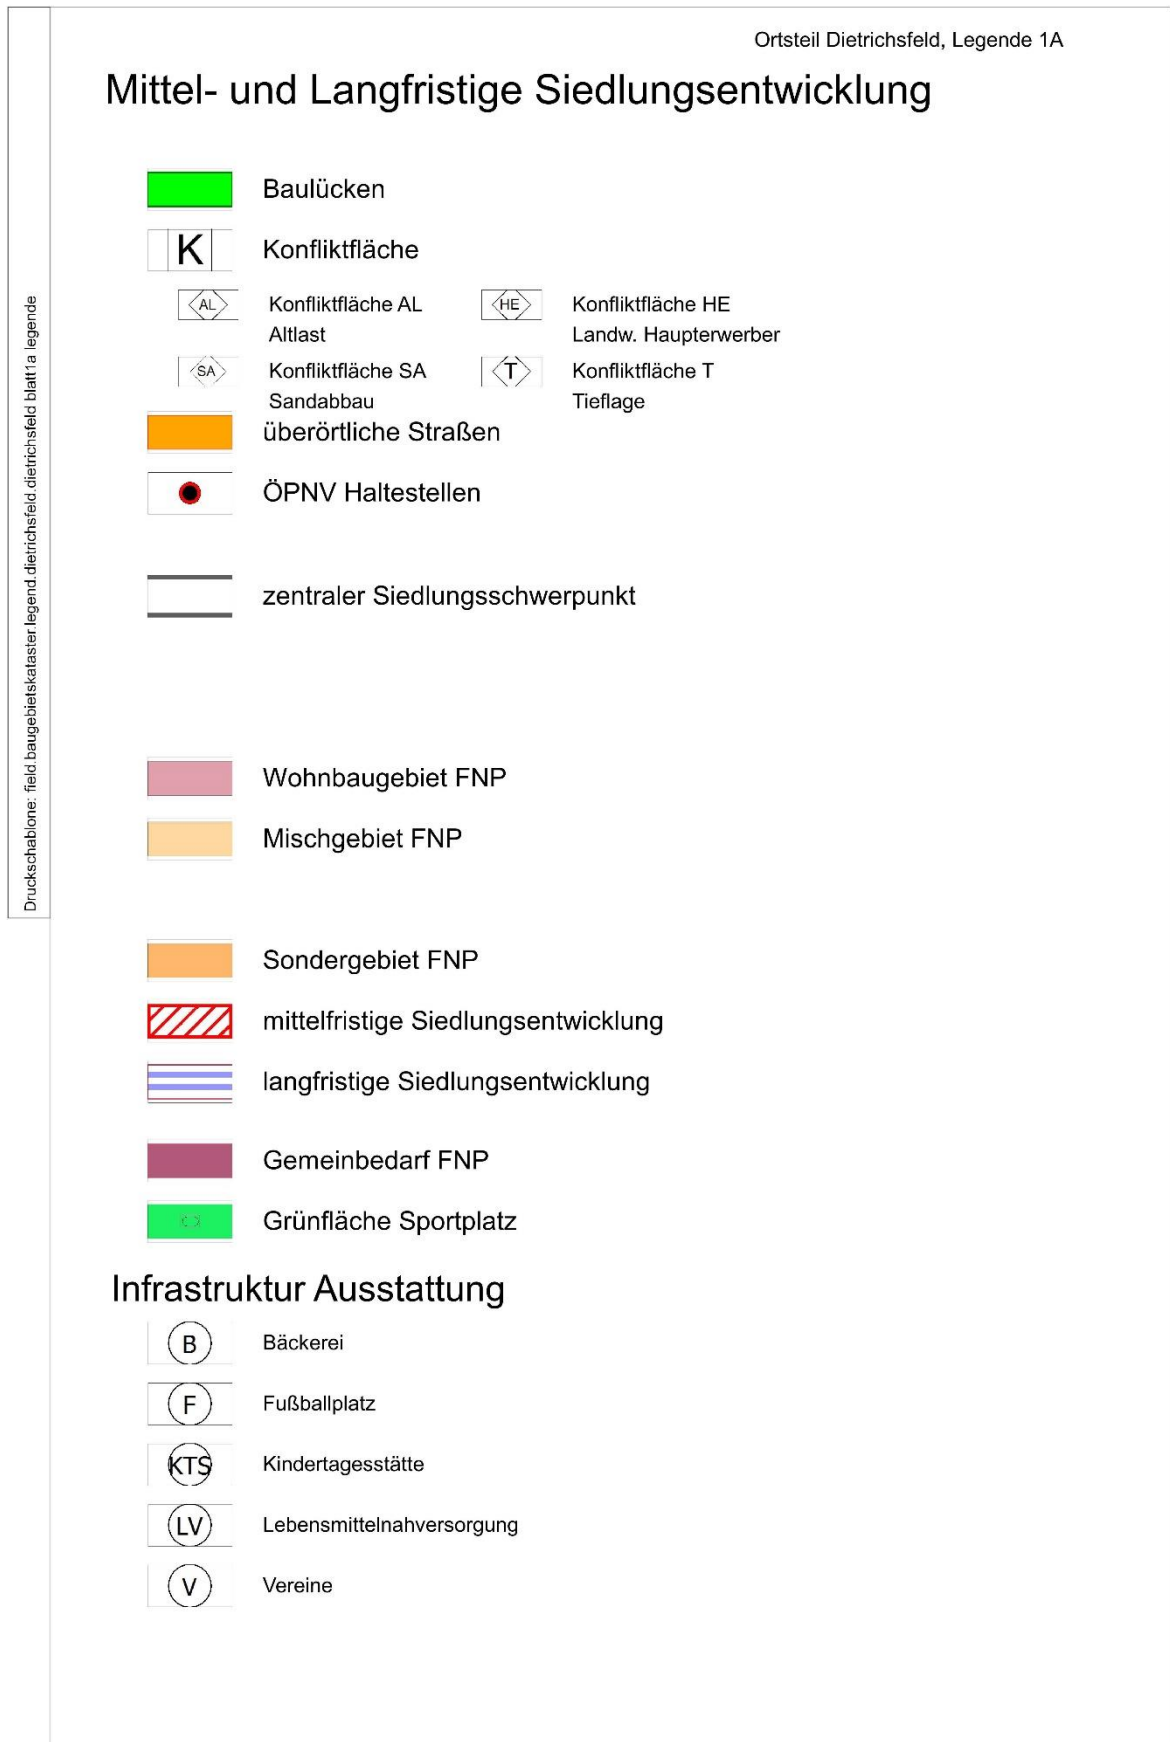 Ortsteil Dietrichsfeld, Legende 1A
Mittel- und Langfristige Siedlungsentwicklung
Baulücken
K Konfliktfläche
AL Konfliktfläche AL HE Konfliktfläche HE
Altlast Landw. Haupterwerber
SA Konfliktfläche SA T Konfliktfläche T
Sandabbau Tieflage
überörtliche Straßen
ÖPNV Haltestellen
zentraler Siedlungsschwerpunkt
Wohnbaugebiet FNP
Mischgebiet FNP
Sondergebiet FNP
mittelfristige Siedlungsentwicklung
langfristige Siedlungsentwicklung
Gemeinbedarf FNP
Grünfläche Sportplatz
Infrastruktur Ausstattung
B Bäckerei
F Fußballplatz
KTS Kindertagesstätte
LV Lebensmittelnahversorgung
V Vereine
Druckschablone: field.baugebietskataster.legend.dietrichsfeld.dietrichsfeld blatt1a legende